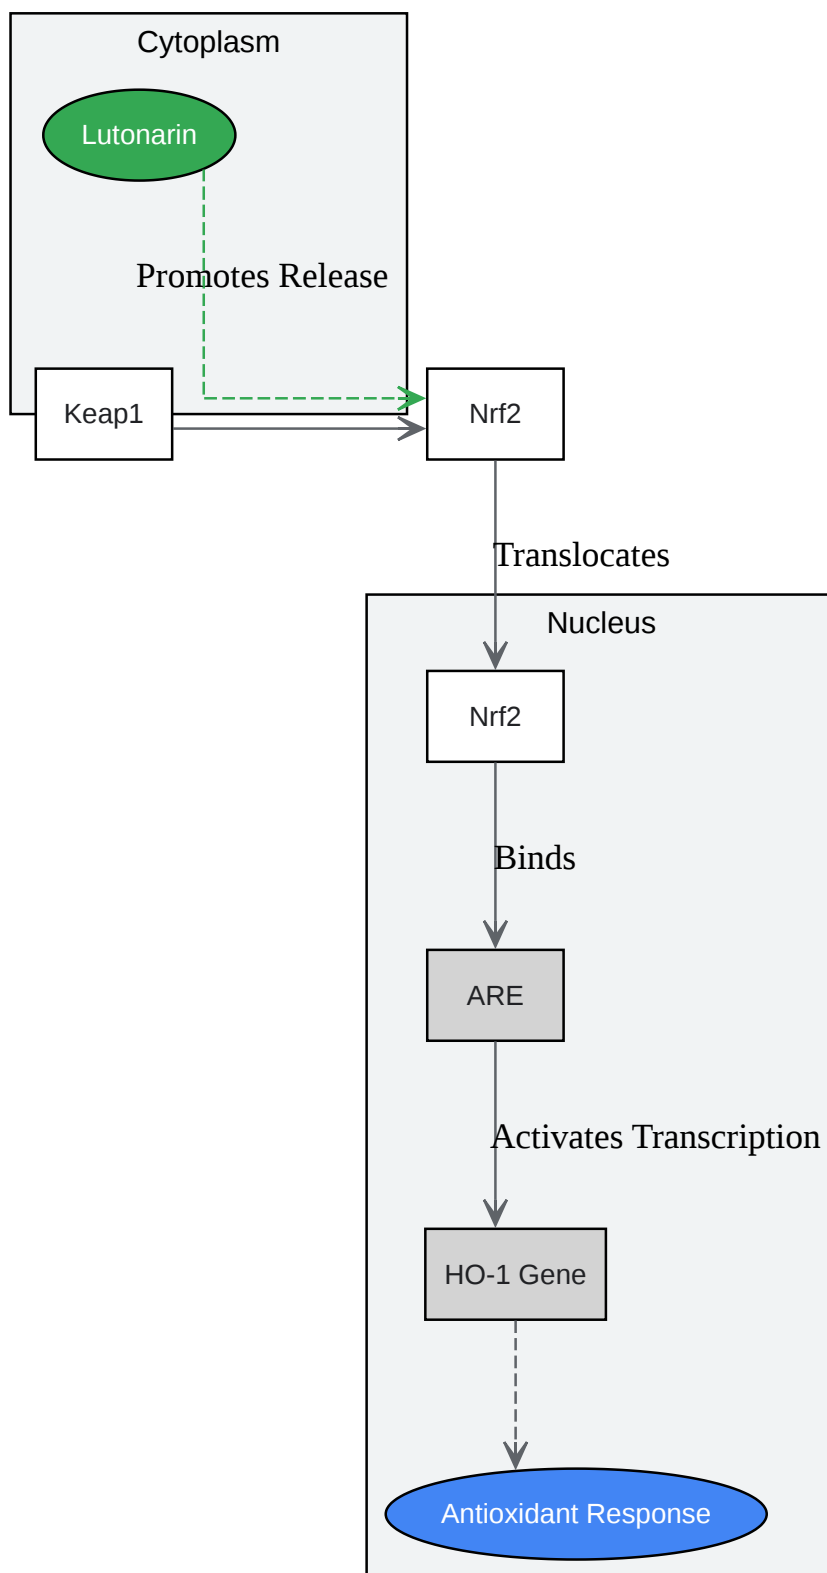 Cytoplasm
Lutonarin
Promotes Release
Keap1
Nrf2
Translocates
Nucleus
Nrf2
Binds
ARE
Activates Transcription
HO-1 Gene
Antioxidant Response